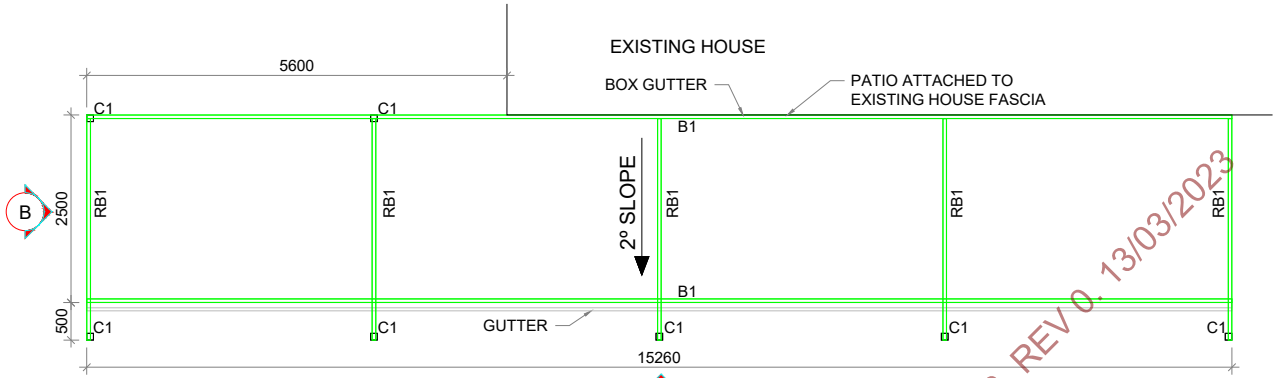 EXISTING HOUSE
5600
BOX GUTTER
PATIO ATTACHED TO
EXISTING HOUSE FASCIA
C1
C1
B1
B
2500
RB1
RB1
2º SLOPE
RB1
RB1
RB1
B1
500
GUTTER
C1
C1
C1
C1
C1
15260
REV 0. 13/03/2023